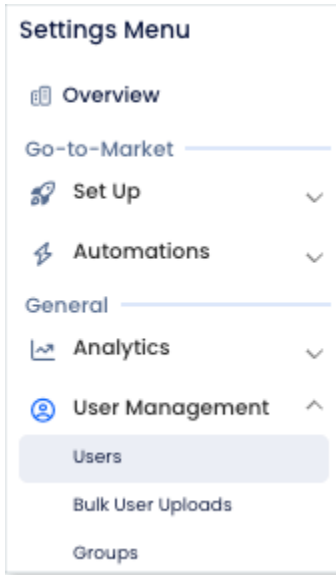 Settings Menu
Overview
Go-to-Market
Set Up
Automations
General
Analytics
User Management
Users
Bulk User Uploads
Groups